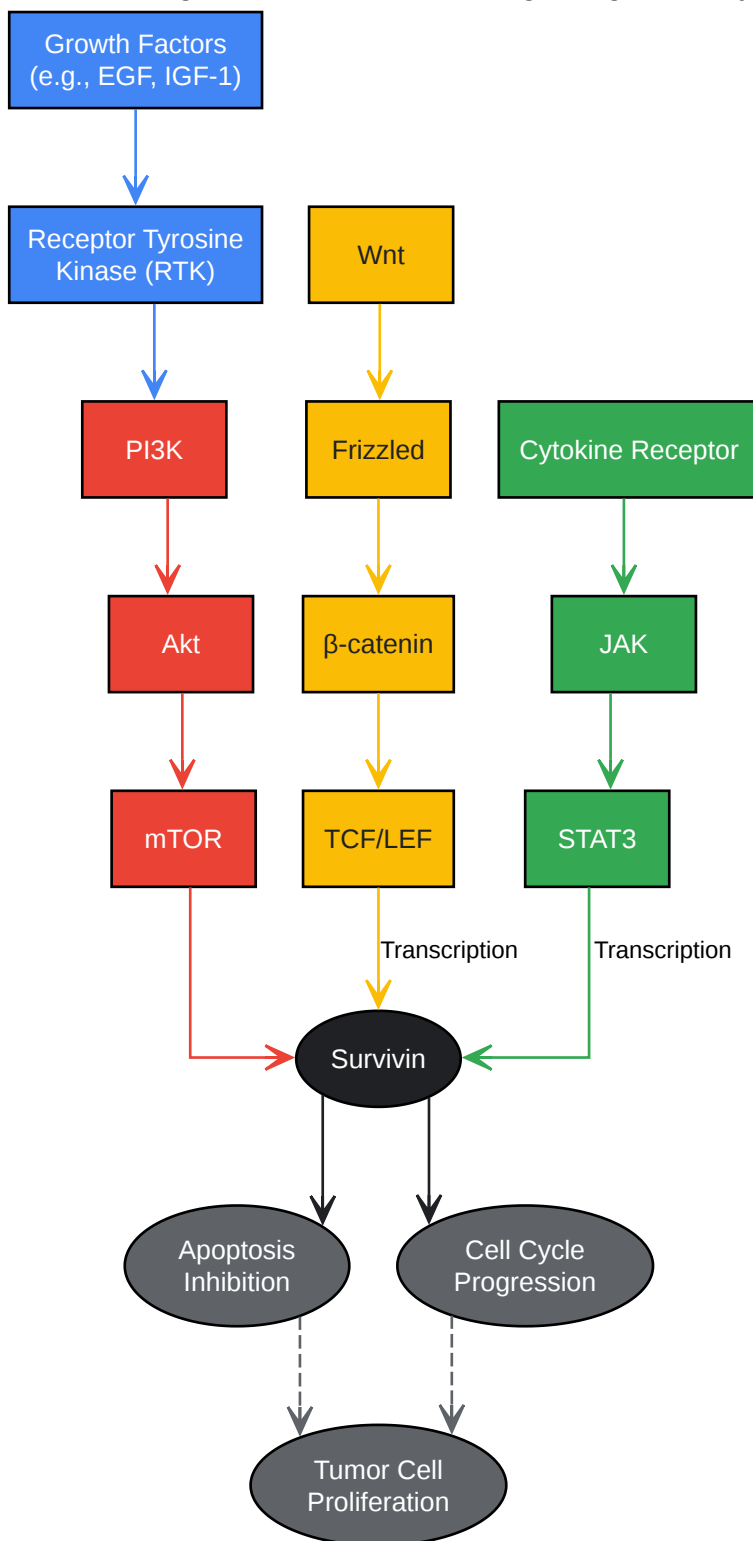 Growth Factors
(e.g., EGF, IGF-1)
Receptor Tyrosine
Kinase (RTK)
Wnt
PI3K
Frizzled
Cytokine Receptor
Akt
β-catenin
JAK
mTOR
TCF/LEF
STAT3
Transcription
Transcription
Survivin
Apoptosis
Inhibition
Cell Cycle
Progression
Tumor Cell
Proliferation